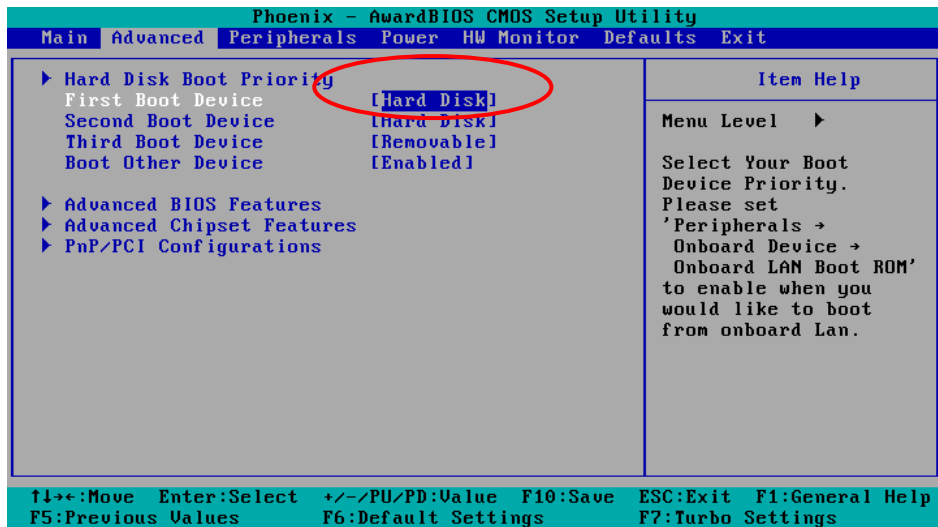 Phoenix - AwardBIOS CMOS Setup Utility
Main Advanced Peripherals Power HW Monitor Defaults Exit
▶ Hard Disk Boot Priority
First Boot Device [Hard Disk]
Second Boot Device [Hard Disk]
Third Boot Device [Removable]
Boot Other Device [Enabled]
▶ Advanced BIOS Features
▶ Advanced Chipset Features
▶ PnP/PCI Configurations
Item Help
Menu Level ▶
Select Your Boot
Device Priority.
Please set
'Peripherals →
Onboard Device →
Onboard LAN Boot ROM'
to enable when you
would like to boot
from onboard Lan.
↑↓→←:Move Enter:Select +/-/PU/PD:Value F10:Save ESC:Exit F1:General Help
F5:Previous Values F6:Default Settings F7:Turbo Settings